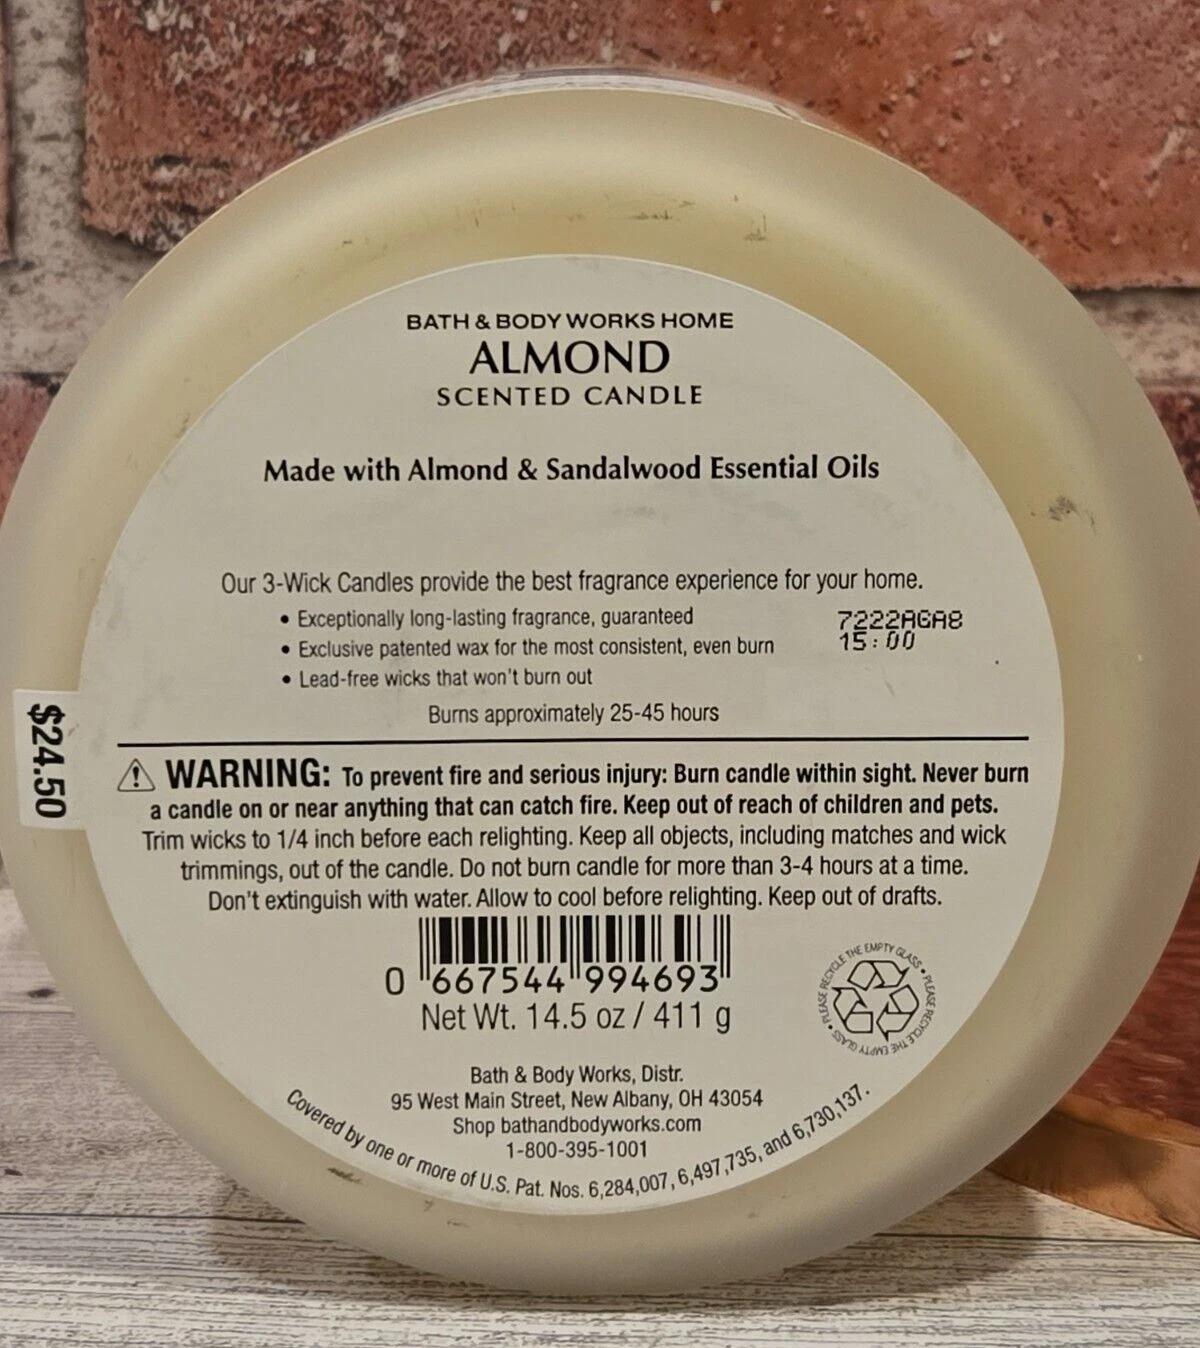 BATH & BODY WORKS HOME
ALMOND
SCENTED CANDLE
Made with Almond & Sandalwood Essential Oils
Our 3-Wick Candles provide the best fragrance experience for your home.
• Exceptionally long-lasting fragrance, guaranteed
• Exclusive patented wax for the most consistent, even burn
• Lead-free wicks that won't burn out
7222AGA8
15:00
Burns approximately 25-45 hours
$24.50
⚠ WARNING: To prevent fire and serious injury: Burn candle within sight. Never burn
a candle on or near anything that can catch fire. Keep out of reach of children and pets.
Trim wicks to 1/4 inch before each relighting. Keep all objects, including matches and wick
trimmings, out of the candle. Do not burn candle for more than 3-4 hours at a time.
Don't extinguish with water. Allow to cool before relighting. Keep out of drafts.
0 667544 994693
Net Wt. 14.5 oz / 411 g
PLEASE RECYCLE THE EMPTY GLASS • PLEASE RECYCLE THE EMPTY GLASS •
Bath & Body Works, Distr.
95 West Main Street, New Albany, OH 43054
Shop bathandbodyworks.com
1-800-395-1001
Covered by one or more of U.S. Pat. Nos. 6,284,007, 6,497,735, and 6,730,137.